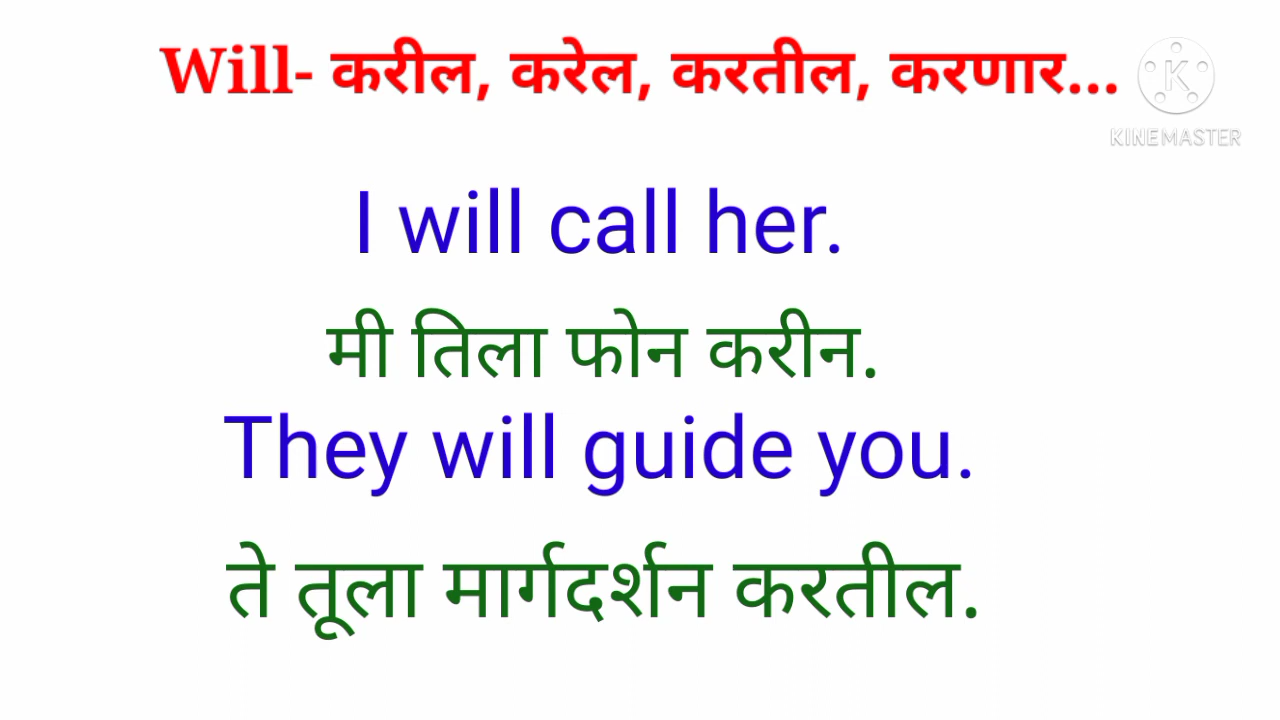 Will- करील, करेल, करतील, करणार...
K
KINEMASTER
I will call her.
मी तिला फोन करीन.
They will guide you.
ते तूला मार्गदर्शन करतील.